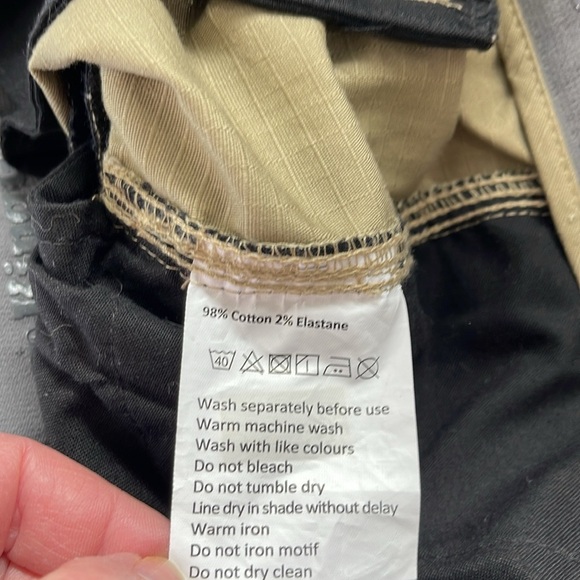 98% Cotton 2% Elastane
40
Wash separately before use
Warm machine wash
Wash with like colours
Do not bleach
Do not tumble dry
Line dry in shade without delay
Warm iron
Do not iron motif
Do not dry clean